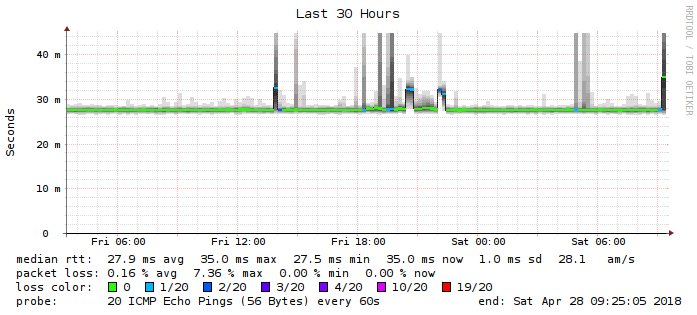 Last 30 Hours
RRDTOOL / TOBI OETIKER
Seconds
40 m
30 m
20 m
10 m
0
Fri 06:00 Fri 12:00 Fri 18:00 Sat 00:00 Sat 06:00
median rtt: 27.9 ms avg 35.0 ms max 27.5 ms min 35.0 ms now 1.0 ms sd 28.1 am/s
packet loss: 0.16 % avg 7.36 % max 0.00 % min 0.00 % now
loss color: 0 1/20 2/20 3/20 4/20 10/20 19/20
probe: 20 ICMP Echo Pings (56 Bytes) every 60s end: Sat Apr 28 09:25:05 2018